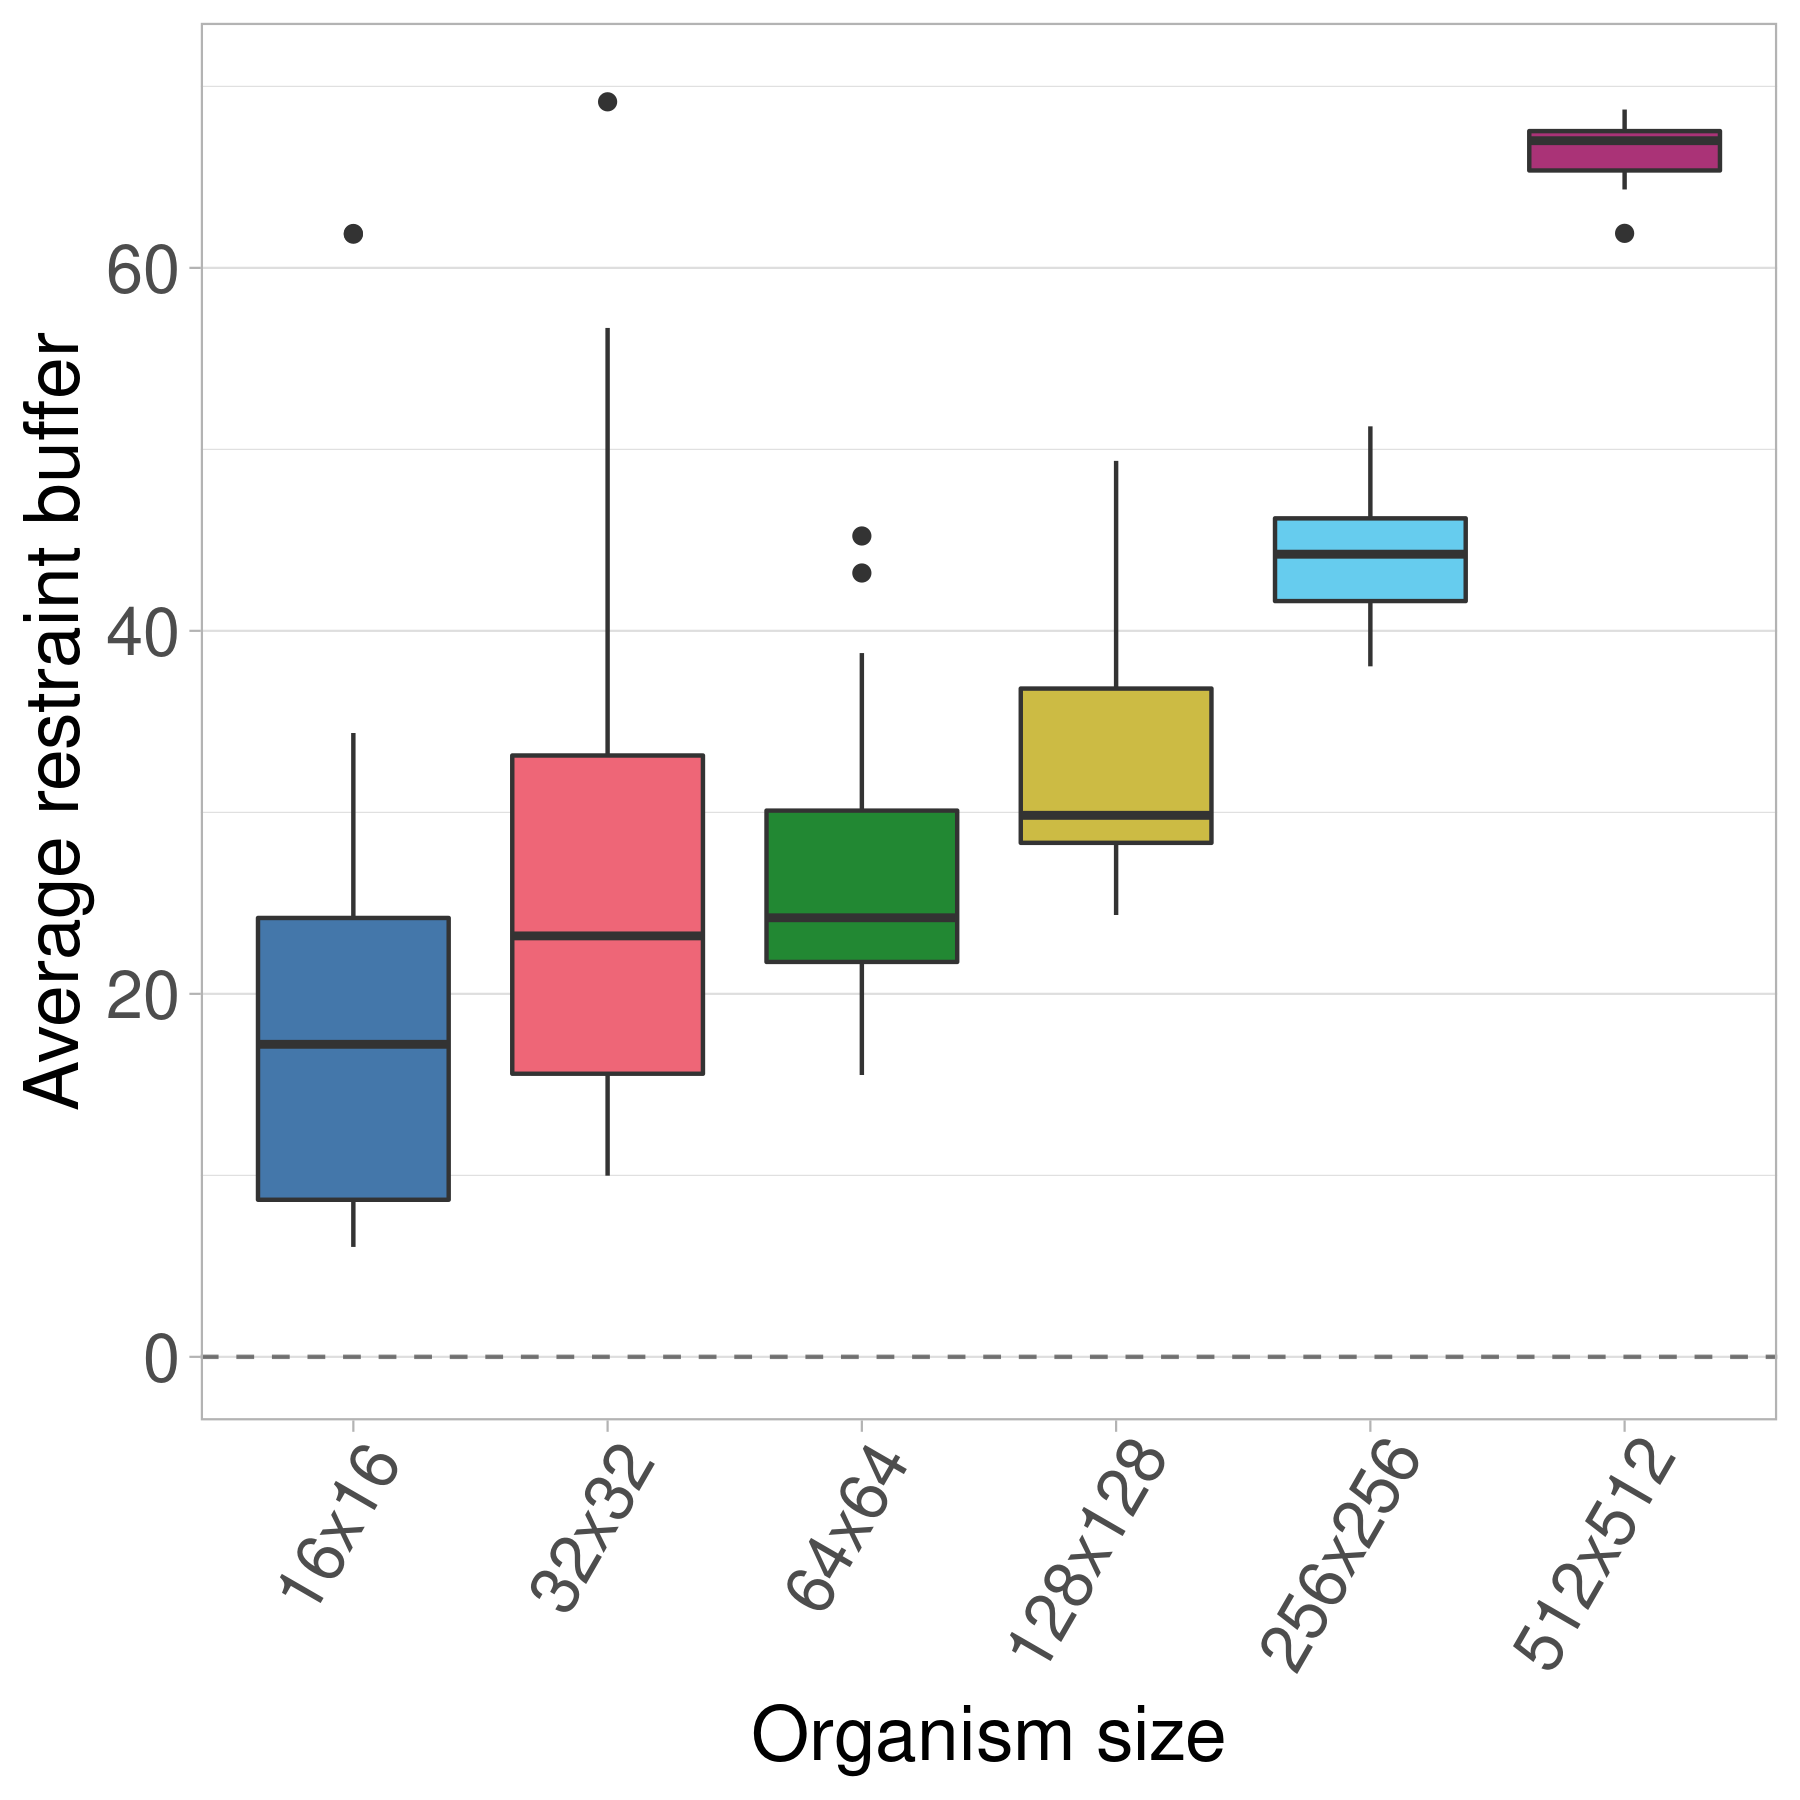 Average restraint buffer
60
40
20
0
16x16
32x32
64x64
128x128
256x256
512x512
Organism size